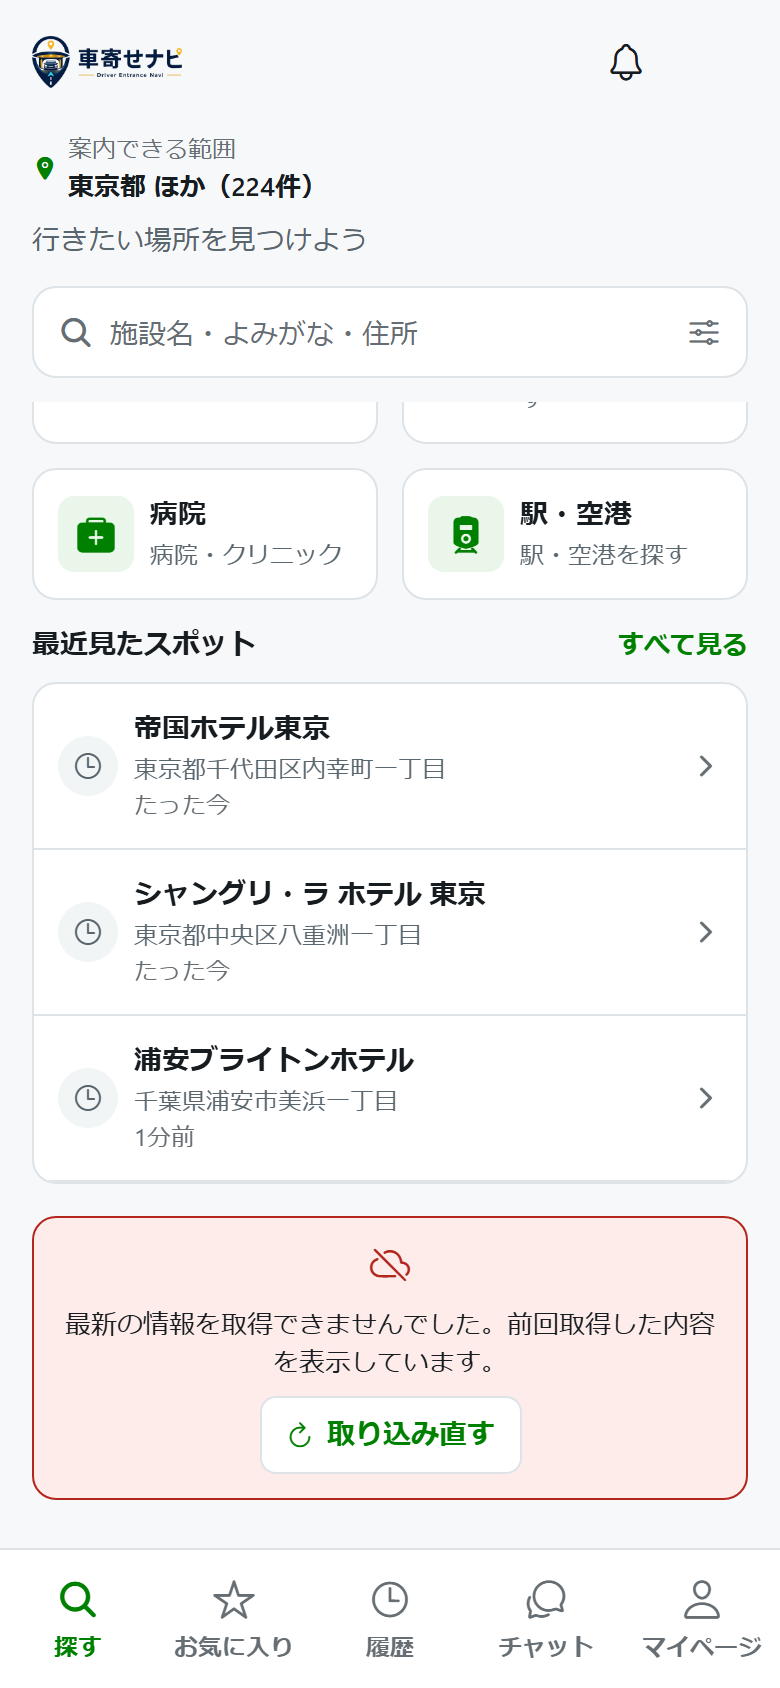 車寄せナビ
Driver Entrance Navi
案内できる範囲
東京都 ほか（224件）
行きたい場所を見つけよう
施設名・よみがな・住所
病院
病院・クリニック
駅・空港
駅・空港を探す
最近見たスポット
すべて見る
帝国ホテル東京
東京都千代田区内幸町一丁目
たった今
シャングリ・ラ ホテル 東京
東京都中央区八重洲一丁目
たった今
浦安ブライトンホテル
千葉県浦安市美浜一丁目
1分前
最新の情報を取得できませんでした。前回取得した内容
を表示しています。
取り込み直す
探す
お気に入り
履歴
チャット
マイページ